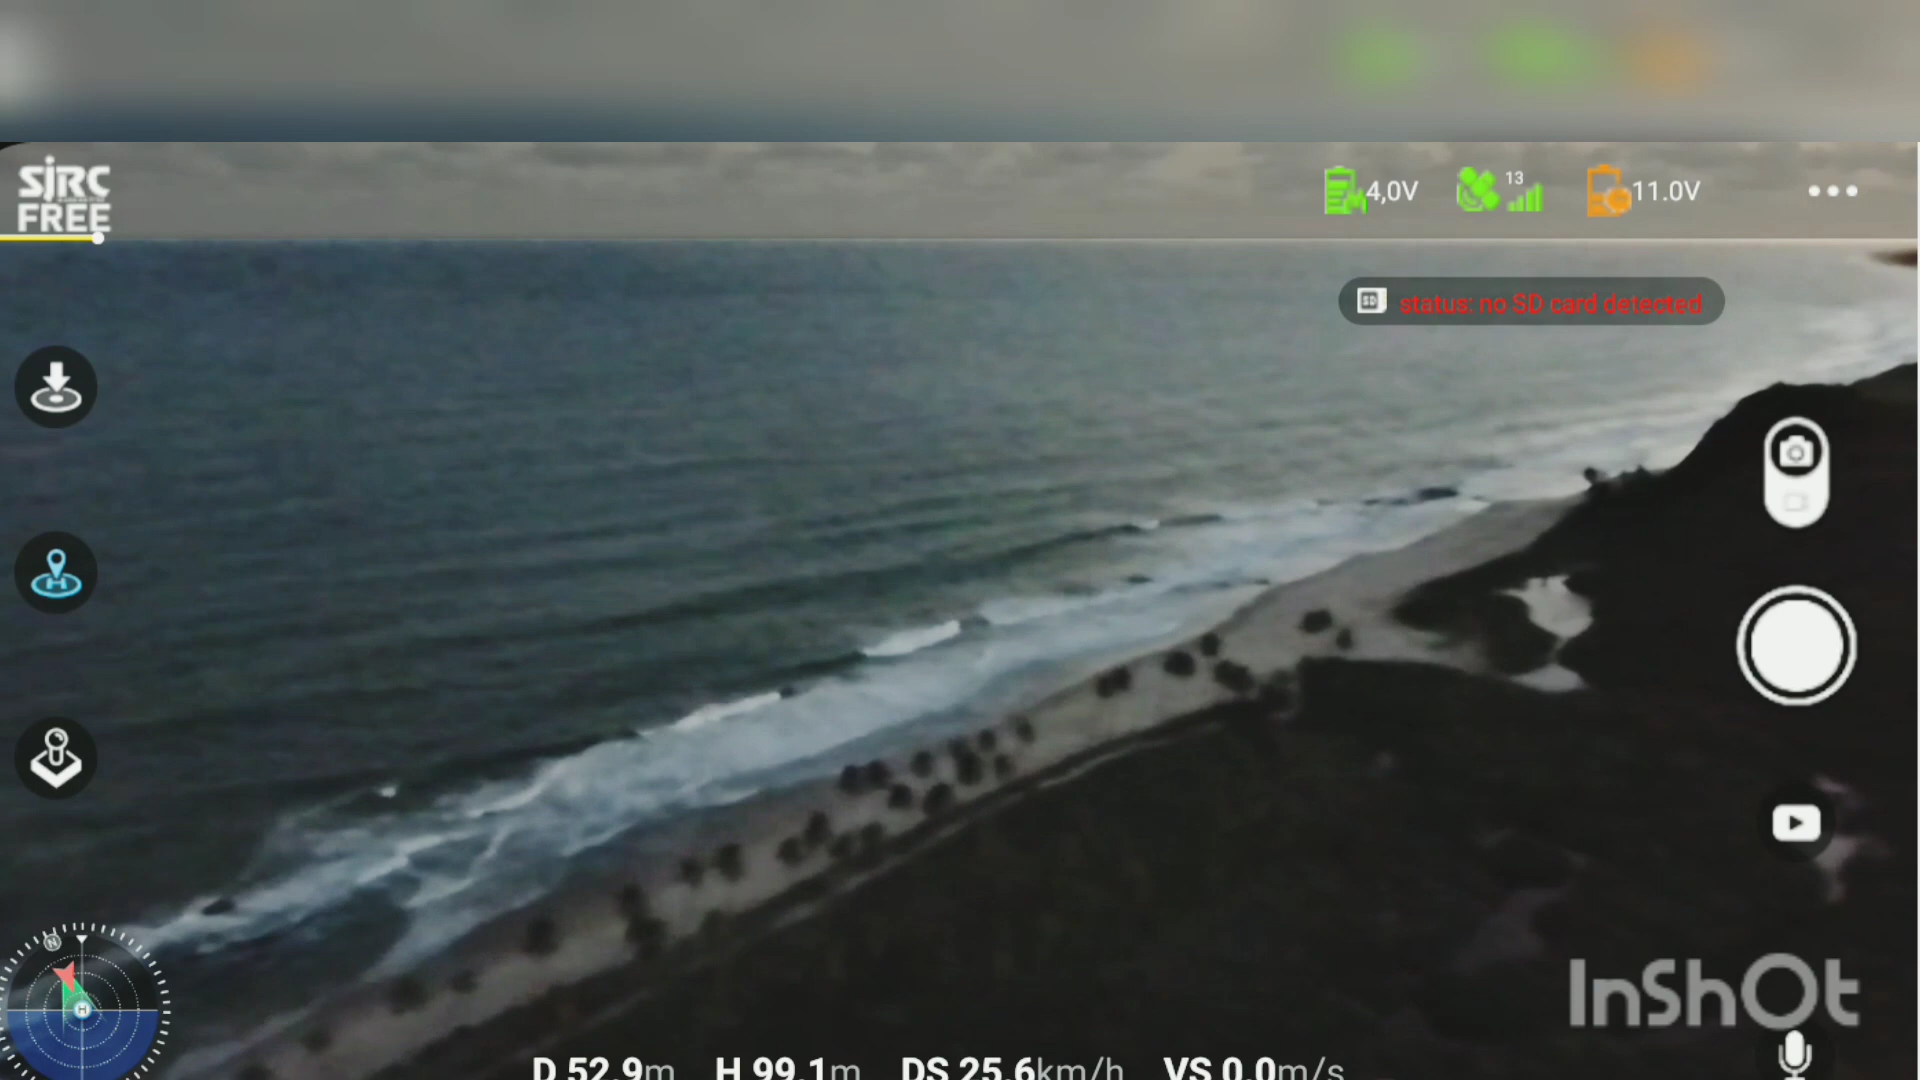 SJRC
FREE
4,0V
13
11.0V
SD
status: no SD card detected
N
H
H
D 52.9m H 99.1m DS 25.6km/h VS 0.0m/s
InShOt